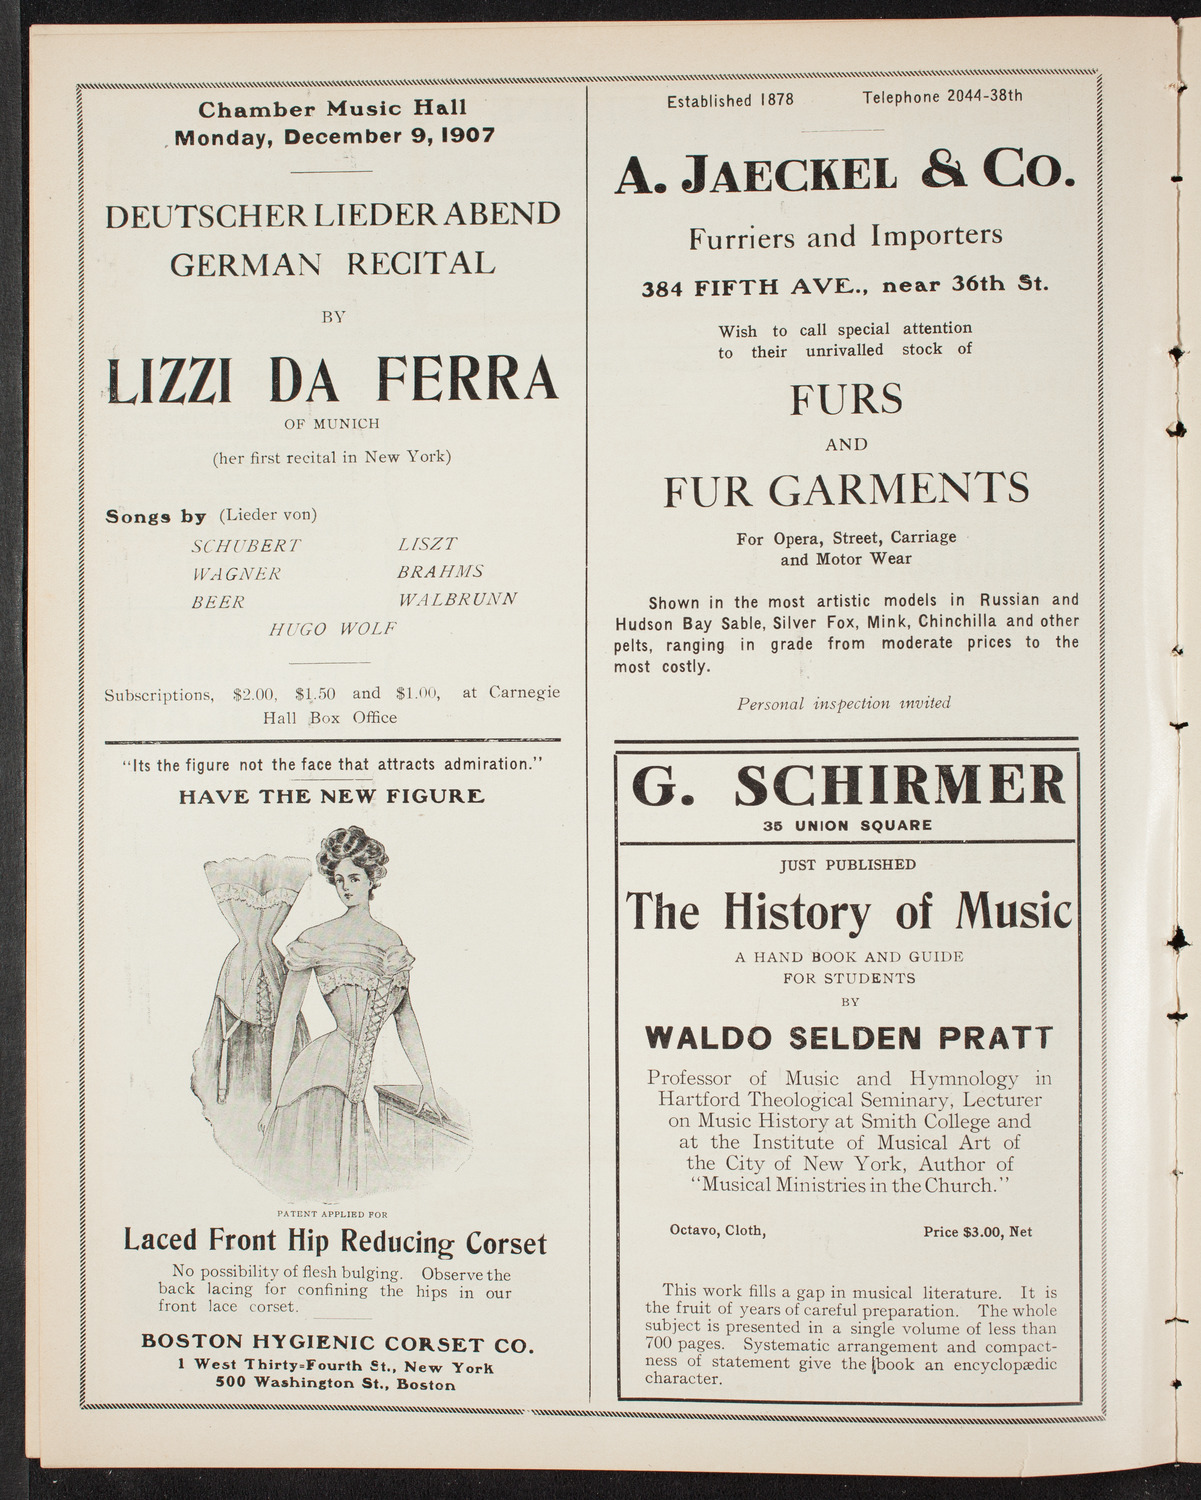 Chamber Music Hall
Monday, December 9, 1907
DEUTSCHER LIEDER ABEND
GERMAN RECITAL
BY
LIZZI DA FERRA
OF MUNICH
(her first recital in New York)
Songs by (Lieder von)
SCHUBERT LISZT
WAGNER BRAHMS
BEER WALBRUNN
HUGO WOLF
Subscriptions, $2.00, $1.50 and $1.00, at Carnegie
Hall Box Office
"Its the figure not the face that attracts admiration."
HAVE THE NEW FIGURE
PATENT APPLIED FOR
Laced Front Hip Reducing Corset
No possibility of flesh bulging. Observe the
back lacing for confining the hips in our
front lace corset.
BOSTON HYGIENIC CORSET CO.
1 West Thirty-Fourth St., New York
500 Washington St., Boston
Established 1878 Telephone 2044-38th
A. JAECKEL & CO.
Furriers and Importers
384 FIFTH AVE., near 36th St.
Wish to call special attention
to their unrivalled stock of
FURS
AND
FUR GARMENTS
For Opera, Street, Carriage
and Motor Wear
Shown in the most artistic models in Russian and
Hudson Bay Sable, Silver Fox, Mink, Chinchilla and other
pelts, ranging in grade from moderate prices to the
most costly.
Personal inspection invited
G. SCHIRMER
35 UNION SQUARE
JUST PUBLISHED
The History of Music
A HAND BOOK AND GUIDE
FOR STUDENTS
BY
WALDO SELDEN PRATT
Professor of Music and Hymnology in
Hartford Theological Seminary, Lecturer
on Music History at Smith College and
at the Institute of Musical Art of
the City of New York, Author of
"Musical Ministries in the Church."
Octavo, Cloth, Price $3.00, Net
This work fills a gap in musical literature. It is
the fruit of years of careful preparation. The whole
subject is presented in a single volume of less than
700 pages. Systematic arrangement and compact-
ness of statement give the book an encyclopædic
character.